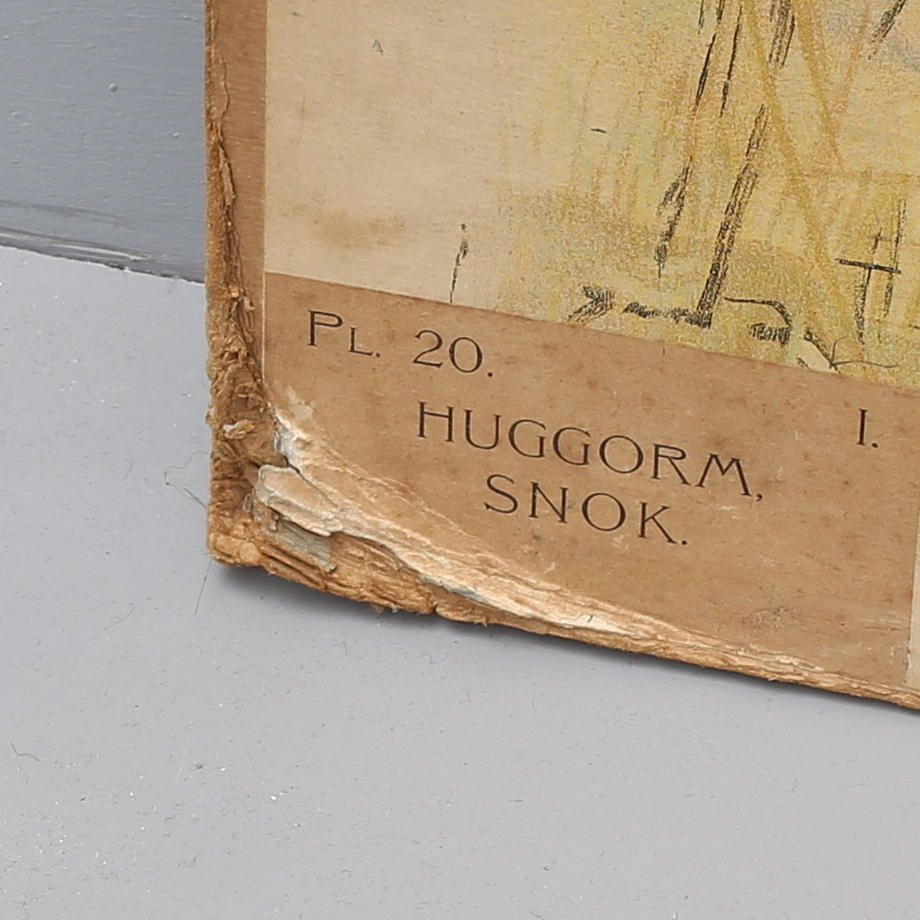 PL. 20.
I.
HUGGORM,
SNOK.